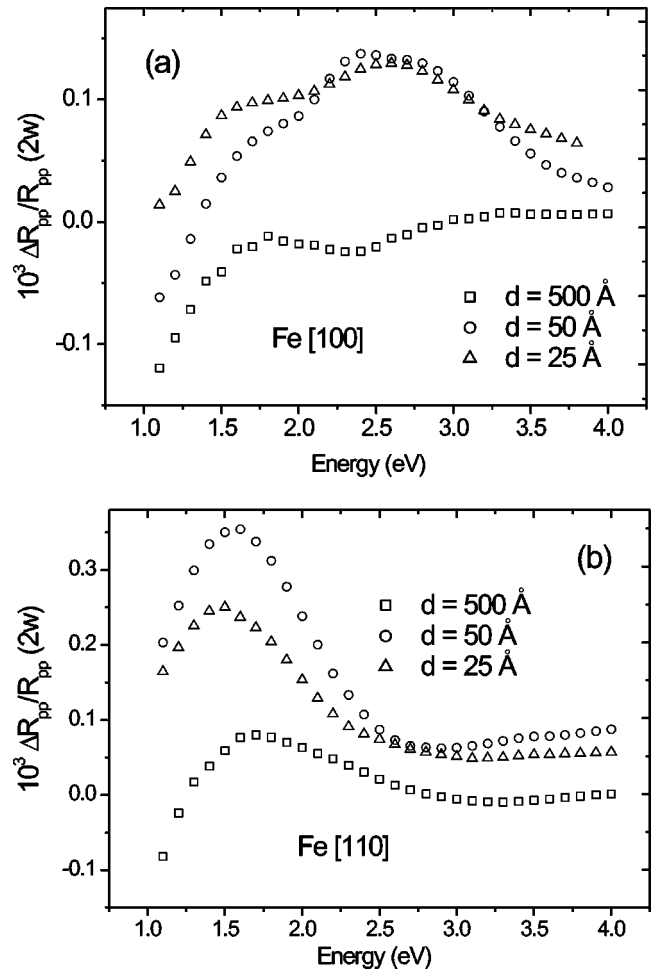 (a)
0.1
0.0
-0.1
10³ ΔRpp/Rpp (2w)
d = 500 Å
d = 50 Å
d = 25 Å
Fe [100]
1.0 1.5 2.0 2.5 3.0 3.5 4.0
Energy (eV)
(b)
0.3
0.2
0.1
0.0
-0.1
10³ ΔRpp/Rpp (2w)
d = 500 Å
d = 50 Å
d = 25 Å
Fe [110]
1.0 1.5 2.0 2.5 3.0 3.5 4.0
Energy (eV)